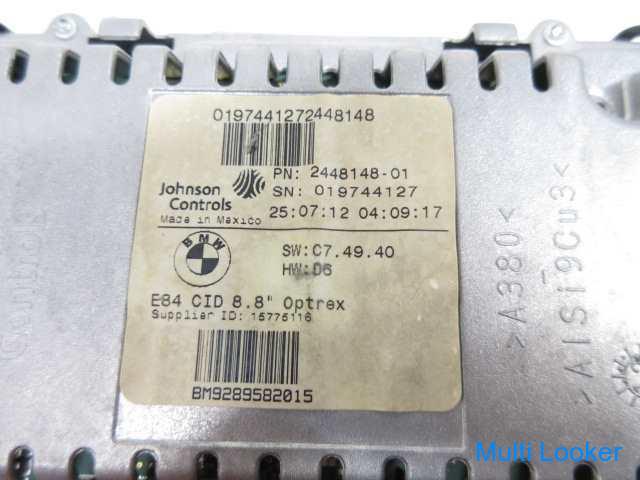 0197441272448148
PN: 2448148-01
SN: 019744127
Johnson
Controls
Made in Mexico
25:07:12 04:09:17
BMW
SW:C7.49.40
HW:D6
E84 CID 8.8" Optrex
Supplier ID: 15775116
BM9289582015
>A380<
>AlSi9Cu3<
Multi Looker